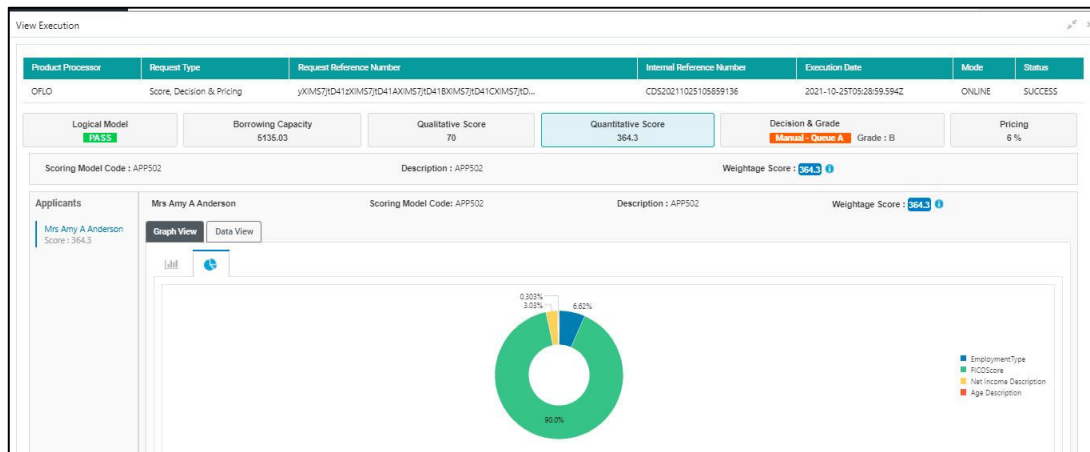 View Execution
Product Processor Request Type Request Reference Number Internal Reference Number Execution Date Mode Status
OFLO Score, Decision & Pricing yXIMS7JtD41zXIMS7JtD41AXIMS7JtD41BXIMS7JtD41CXIMS7JtD... CDS20211025105859136 2021-10-25T05:28:59.594Z ONLINE SUCCESS
Logical Model Borrowing Capacity Qualitative Score Quantitative Score Decision & Grade Pricing
PASS 5135.03 70 364.3 Manual - Queue A Grade : B 6 %
Scoring Model Code : APP502 Description : APP502 Weightage Score : 364.3
Applicants Mrs Amy A Anderson Scoring Model Code: APP502 Description : APP502 Weightage Score : 364.3
Mrs Amy A Anderson
Score : 364.3
Graph View Data View
0.303%
3.03% 6.62%
EmploymentType
FICOScore
Net Income Description
Age Description
90.0%